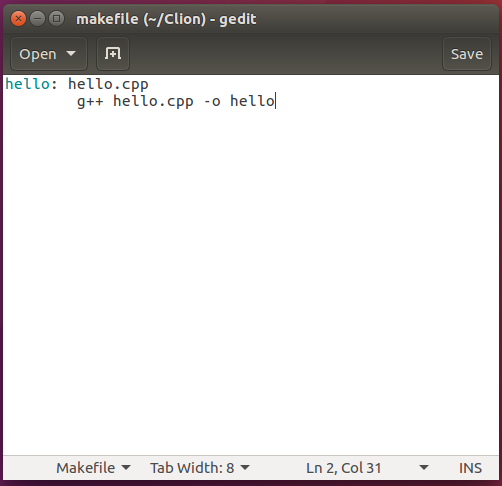 makefile (~/Clion) - gedit
Open Save
hello: hello.cpp
	g++ hello.cpp -o hello
Makefile Tab Width: 8 Ln 2, Col 31 INS